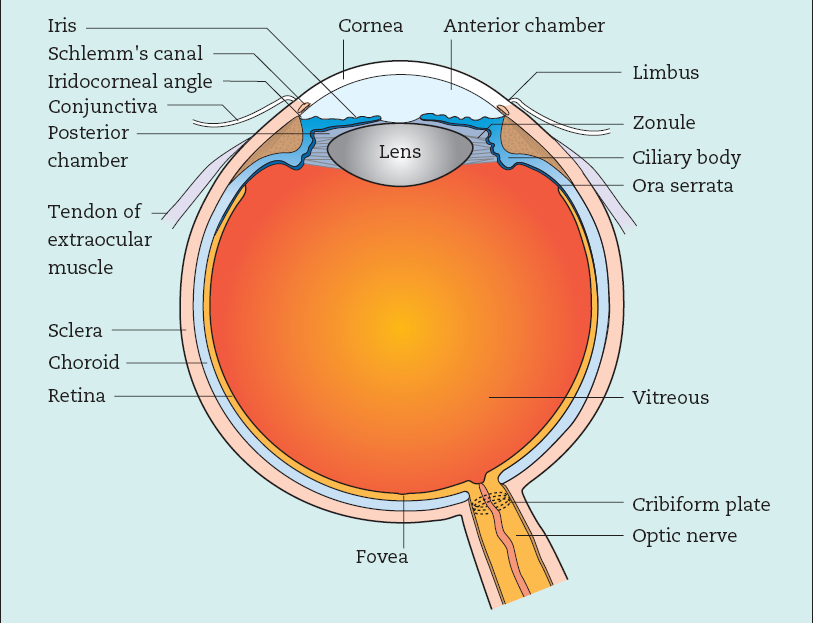 Iris
Schlemm's canal
Iridocorneal angle
Conjunctiva
Posterior
chamber
Tendon of
extraocular
muscle
Sclera
Choroid
Retina
Cornea
Anterior chamber
Lens
Limbus
Zonule
Ciliary body
Ora serrata
Vitreous
Cribiform plate
Optic nerve
Fovea